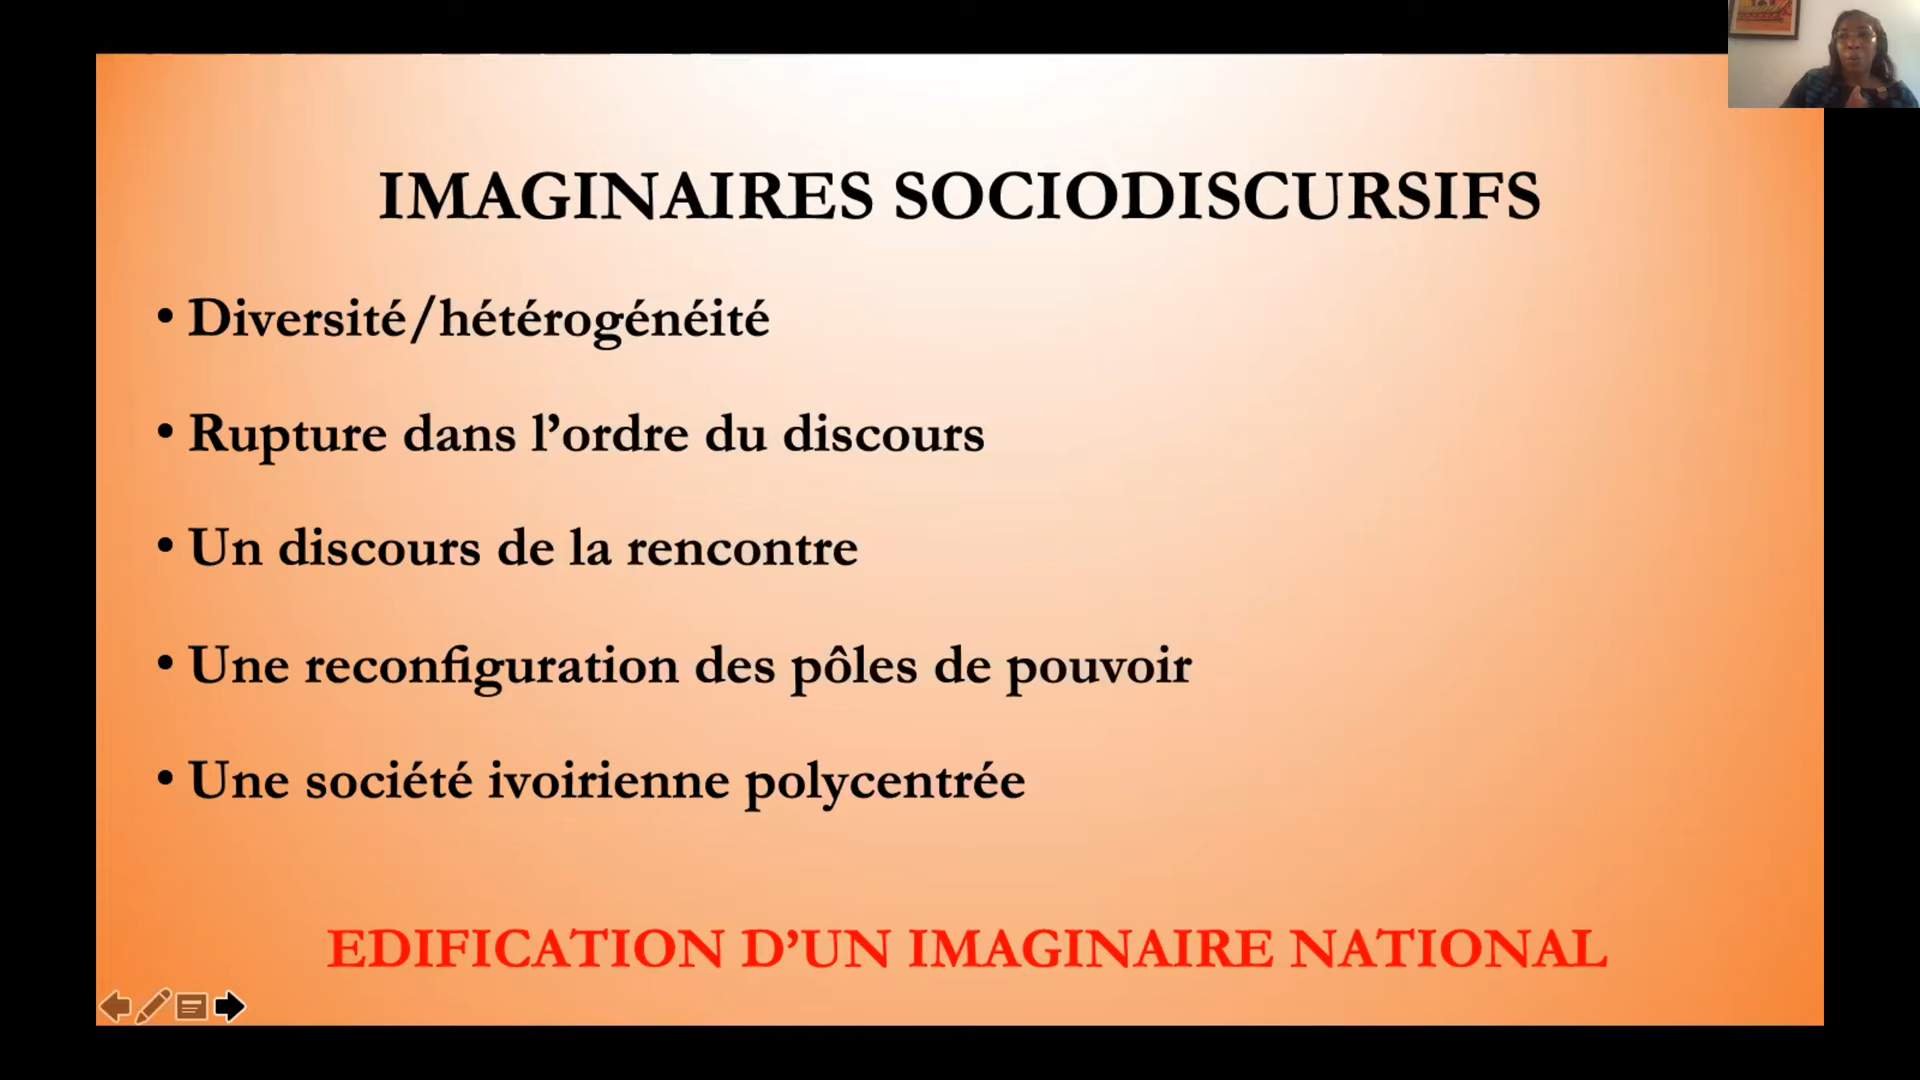 IMAGINAIRES SOCIODISCURSIFS
• Diversité/hétérogénéité
• Rupture dans l’ordre du discours
• Un discours de la rencontre
• Une reconfiguration des pôles de pouvoir
• Une société ivoirienne polycentrée
EDIFICATION D’UN IMAGINAIRE NATIONAL